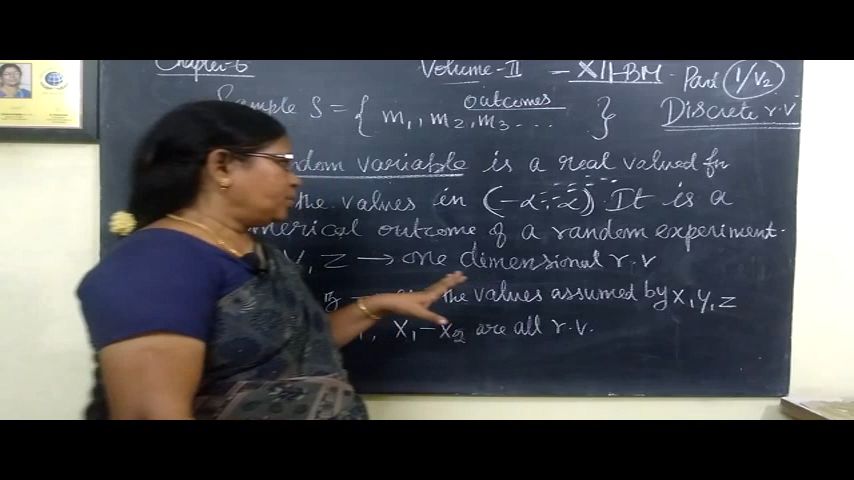 Chapter-6 Volume-II - XII-BM Part 1/V2
Sample S = { outcomes m1, m2, m3 ... } Discrete r.v
ndom variable is a real valued fn
the values in (-α, α). It is a
merical outcome of a random experiment.
Y, Z → one dimensional r.v
the values assumed by X, Y, Z
X1 - X2 are all r.v.